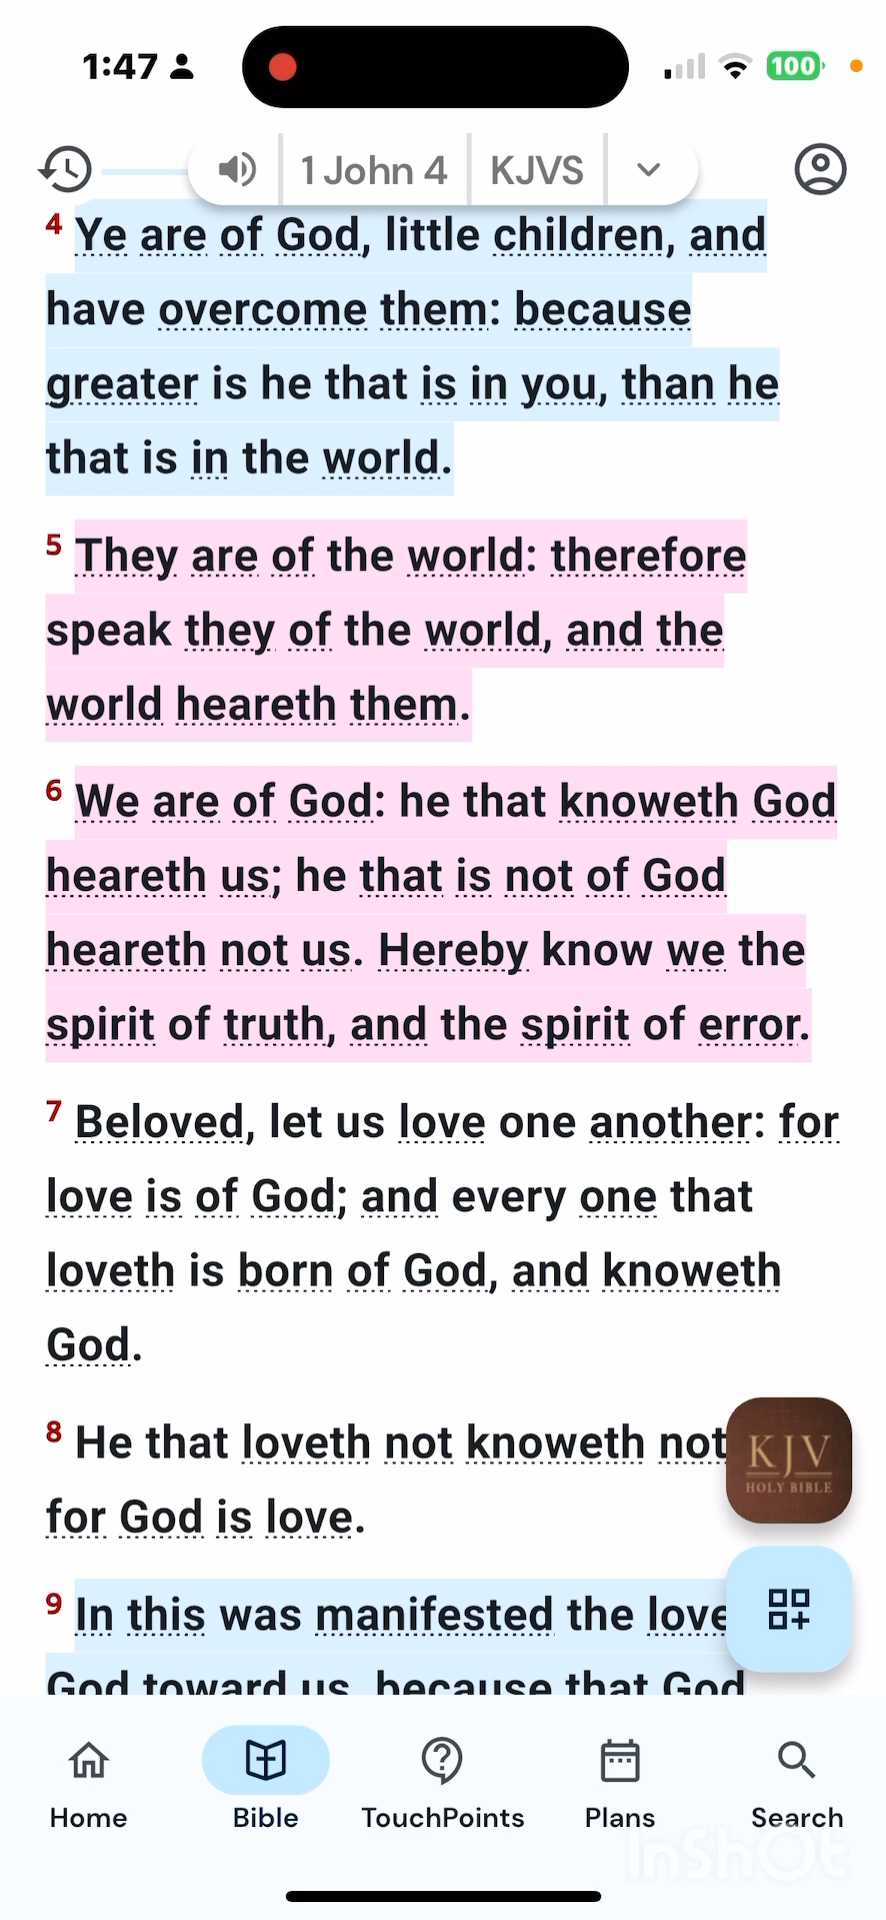 1:47
100
1 John 4 KJVS
4 Ye are of God, little children, and
have overcome them: because
greater is he that is in you, than he
that is in the world.
5 They are of the world: therefore
speak they of the world, and the
world heareth them.
6 We are of God: he that knoweth God
heareth us; he that is not of God
heareth not us. Hereby know we the
spirit of truth, and the spirit of error.
7 Beloved, let us love one another: for
love is of God; and every one that
loveth is born of God, and knoweth
God.
8 He that loveth not knoweth not
for God is love.
KJV
HOLY BIBLE
9 In this was manifested the love
God toward us, because that God
Home Bible TouchPoints Plans Search
InShOt